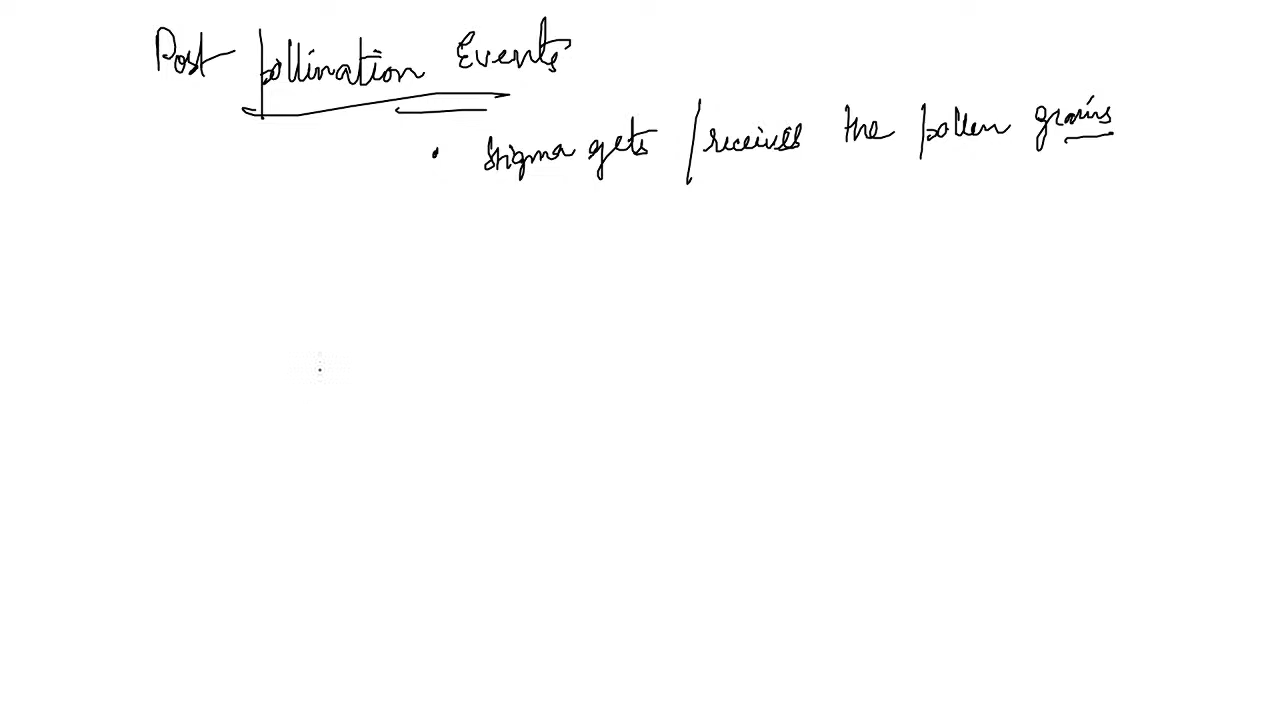 Post pollination Events
• Stigma gets / receives the pollen grains